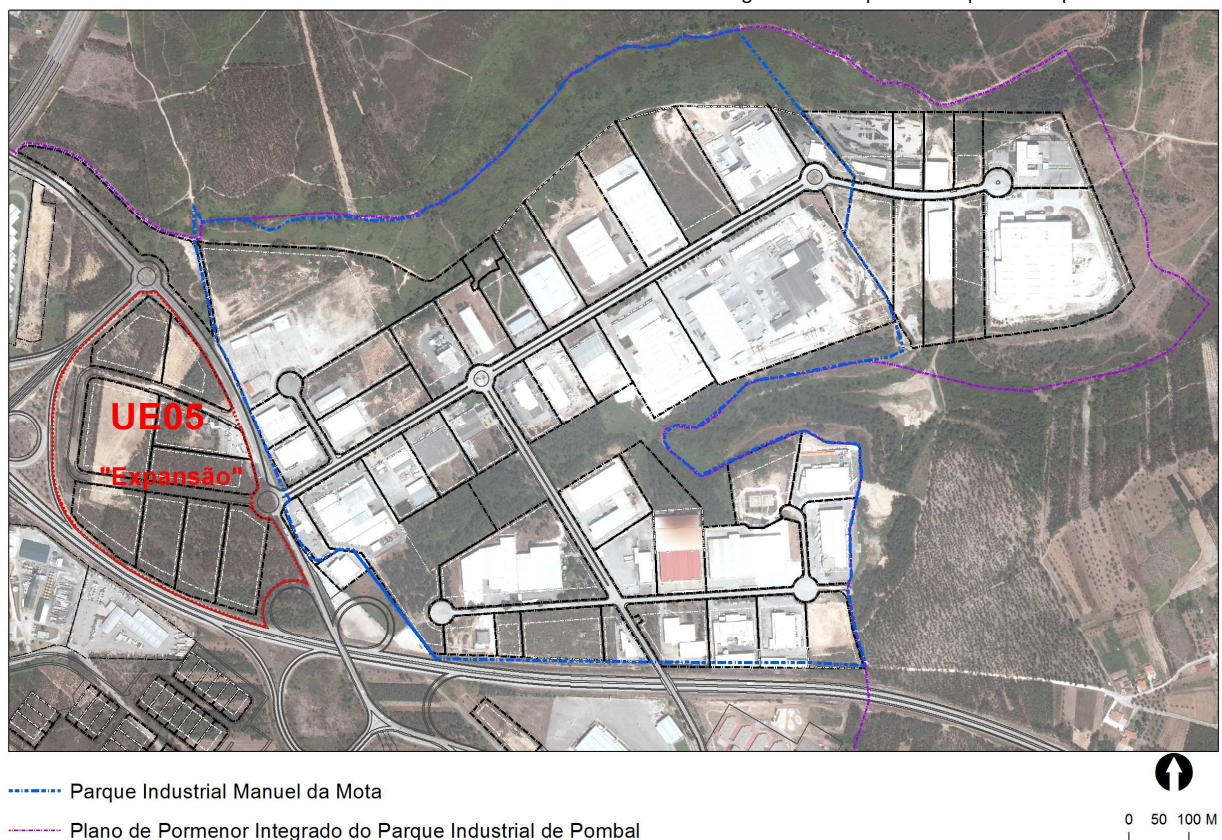 UE05
"Expansão"
Parque Industrial Manuel da Mota
Plano de Pormenor Integrado do Parque Industrial de Pombal
0 50 100 M